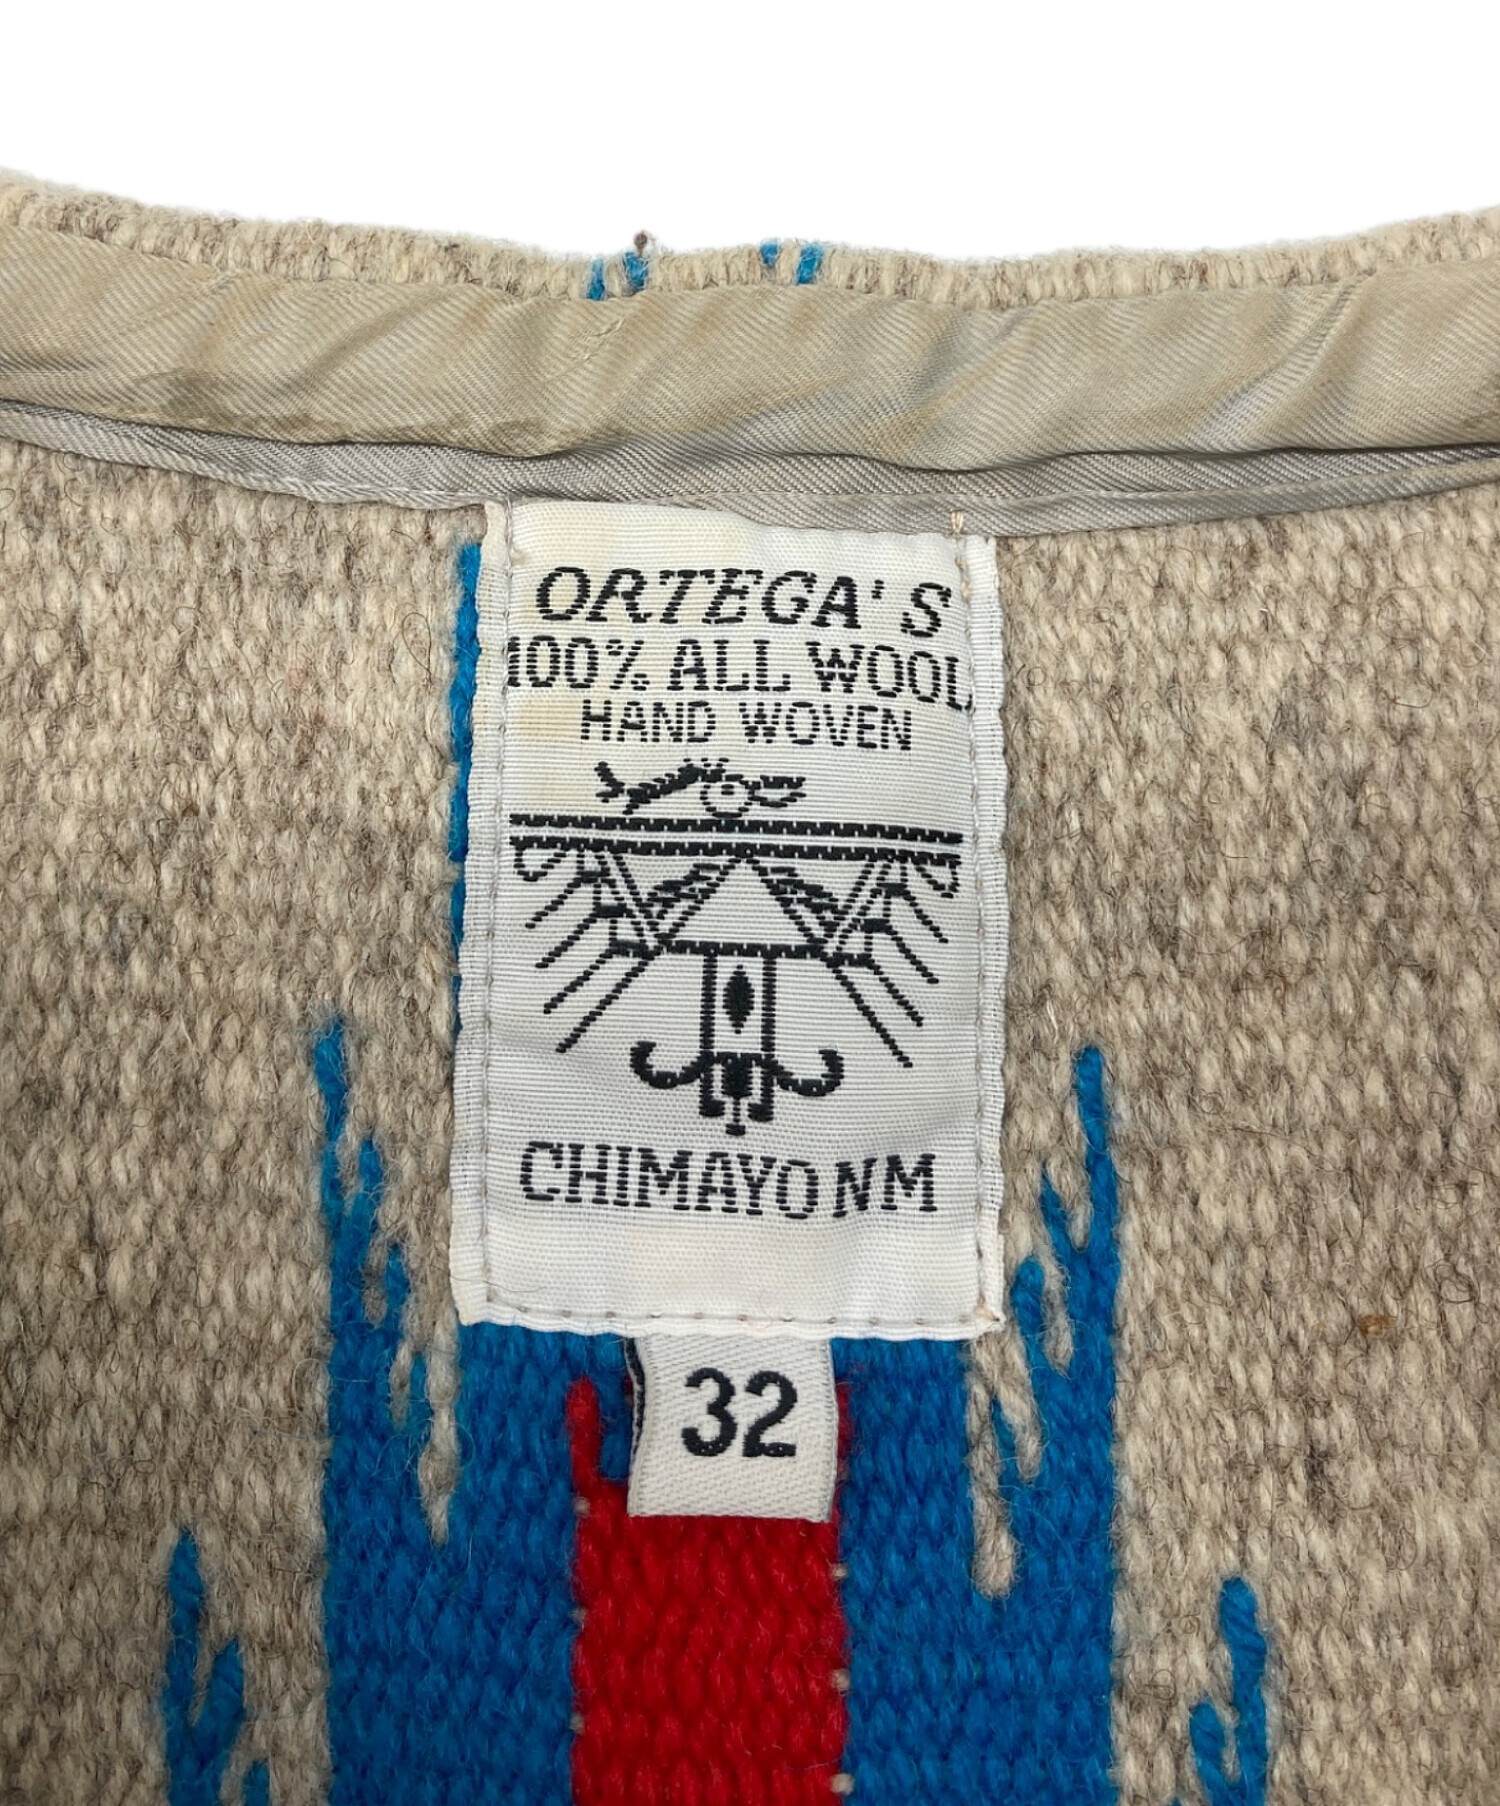 ORTEGA'S
100% ALL WOOL
HAND WOVEN
CHIMAYO NM
32